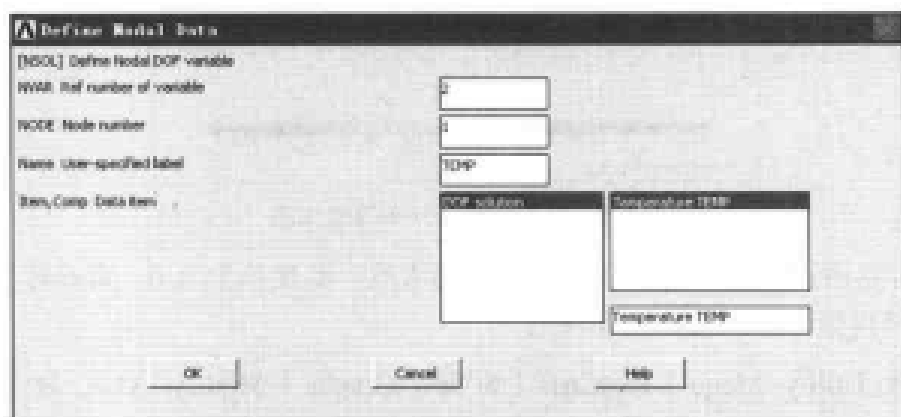 Define Nodal Data
[NSOL] Define Nodal DOF variable
NVAR Ref number of variable
2
NODE Node number
1
Name User-specified label
TEMP
Item,Comp Data item
DOF solution
Temperature TEMP
Temperature TEMP
OK
Cancel
Help